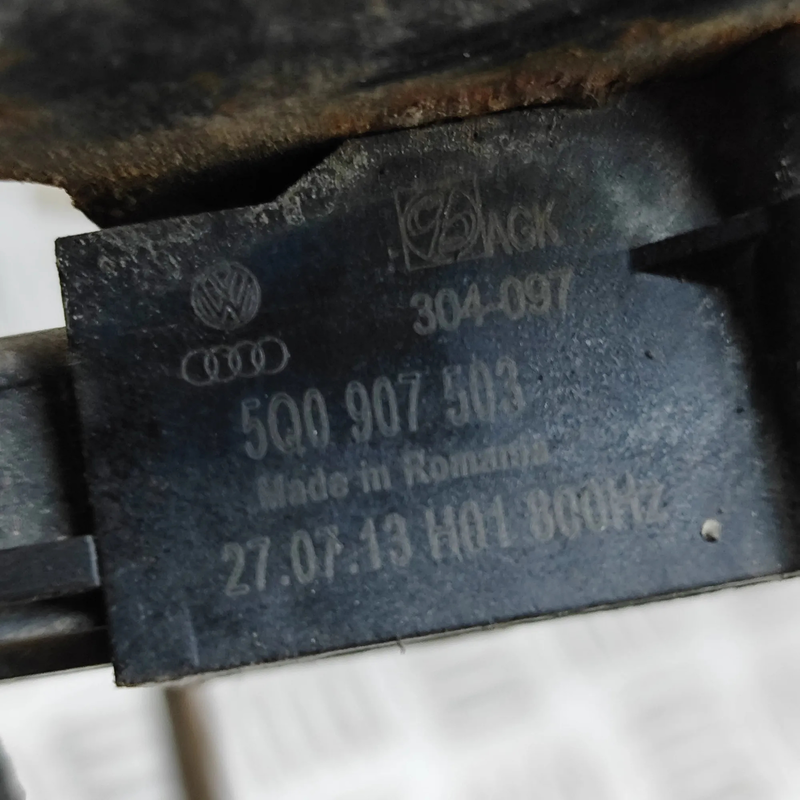 AGK
304-097
5Q0 907 503
Made in Romania
27.07.13 H01 800Hz